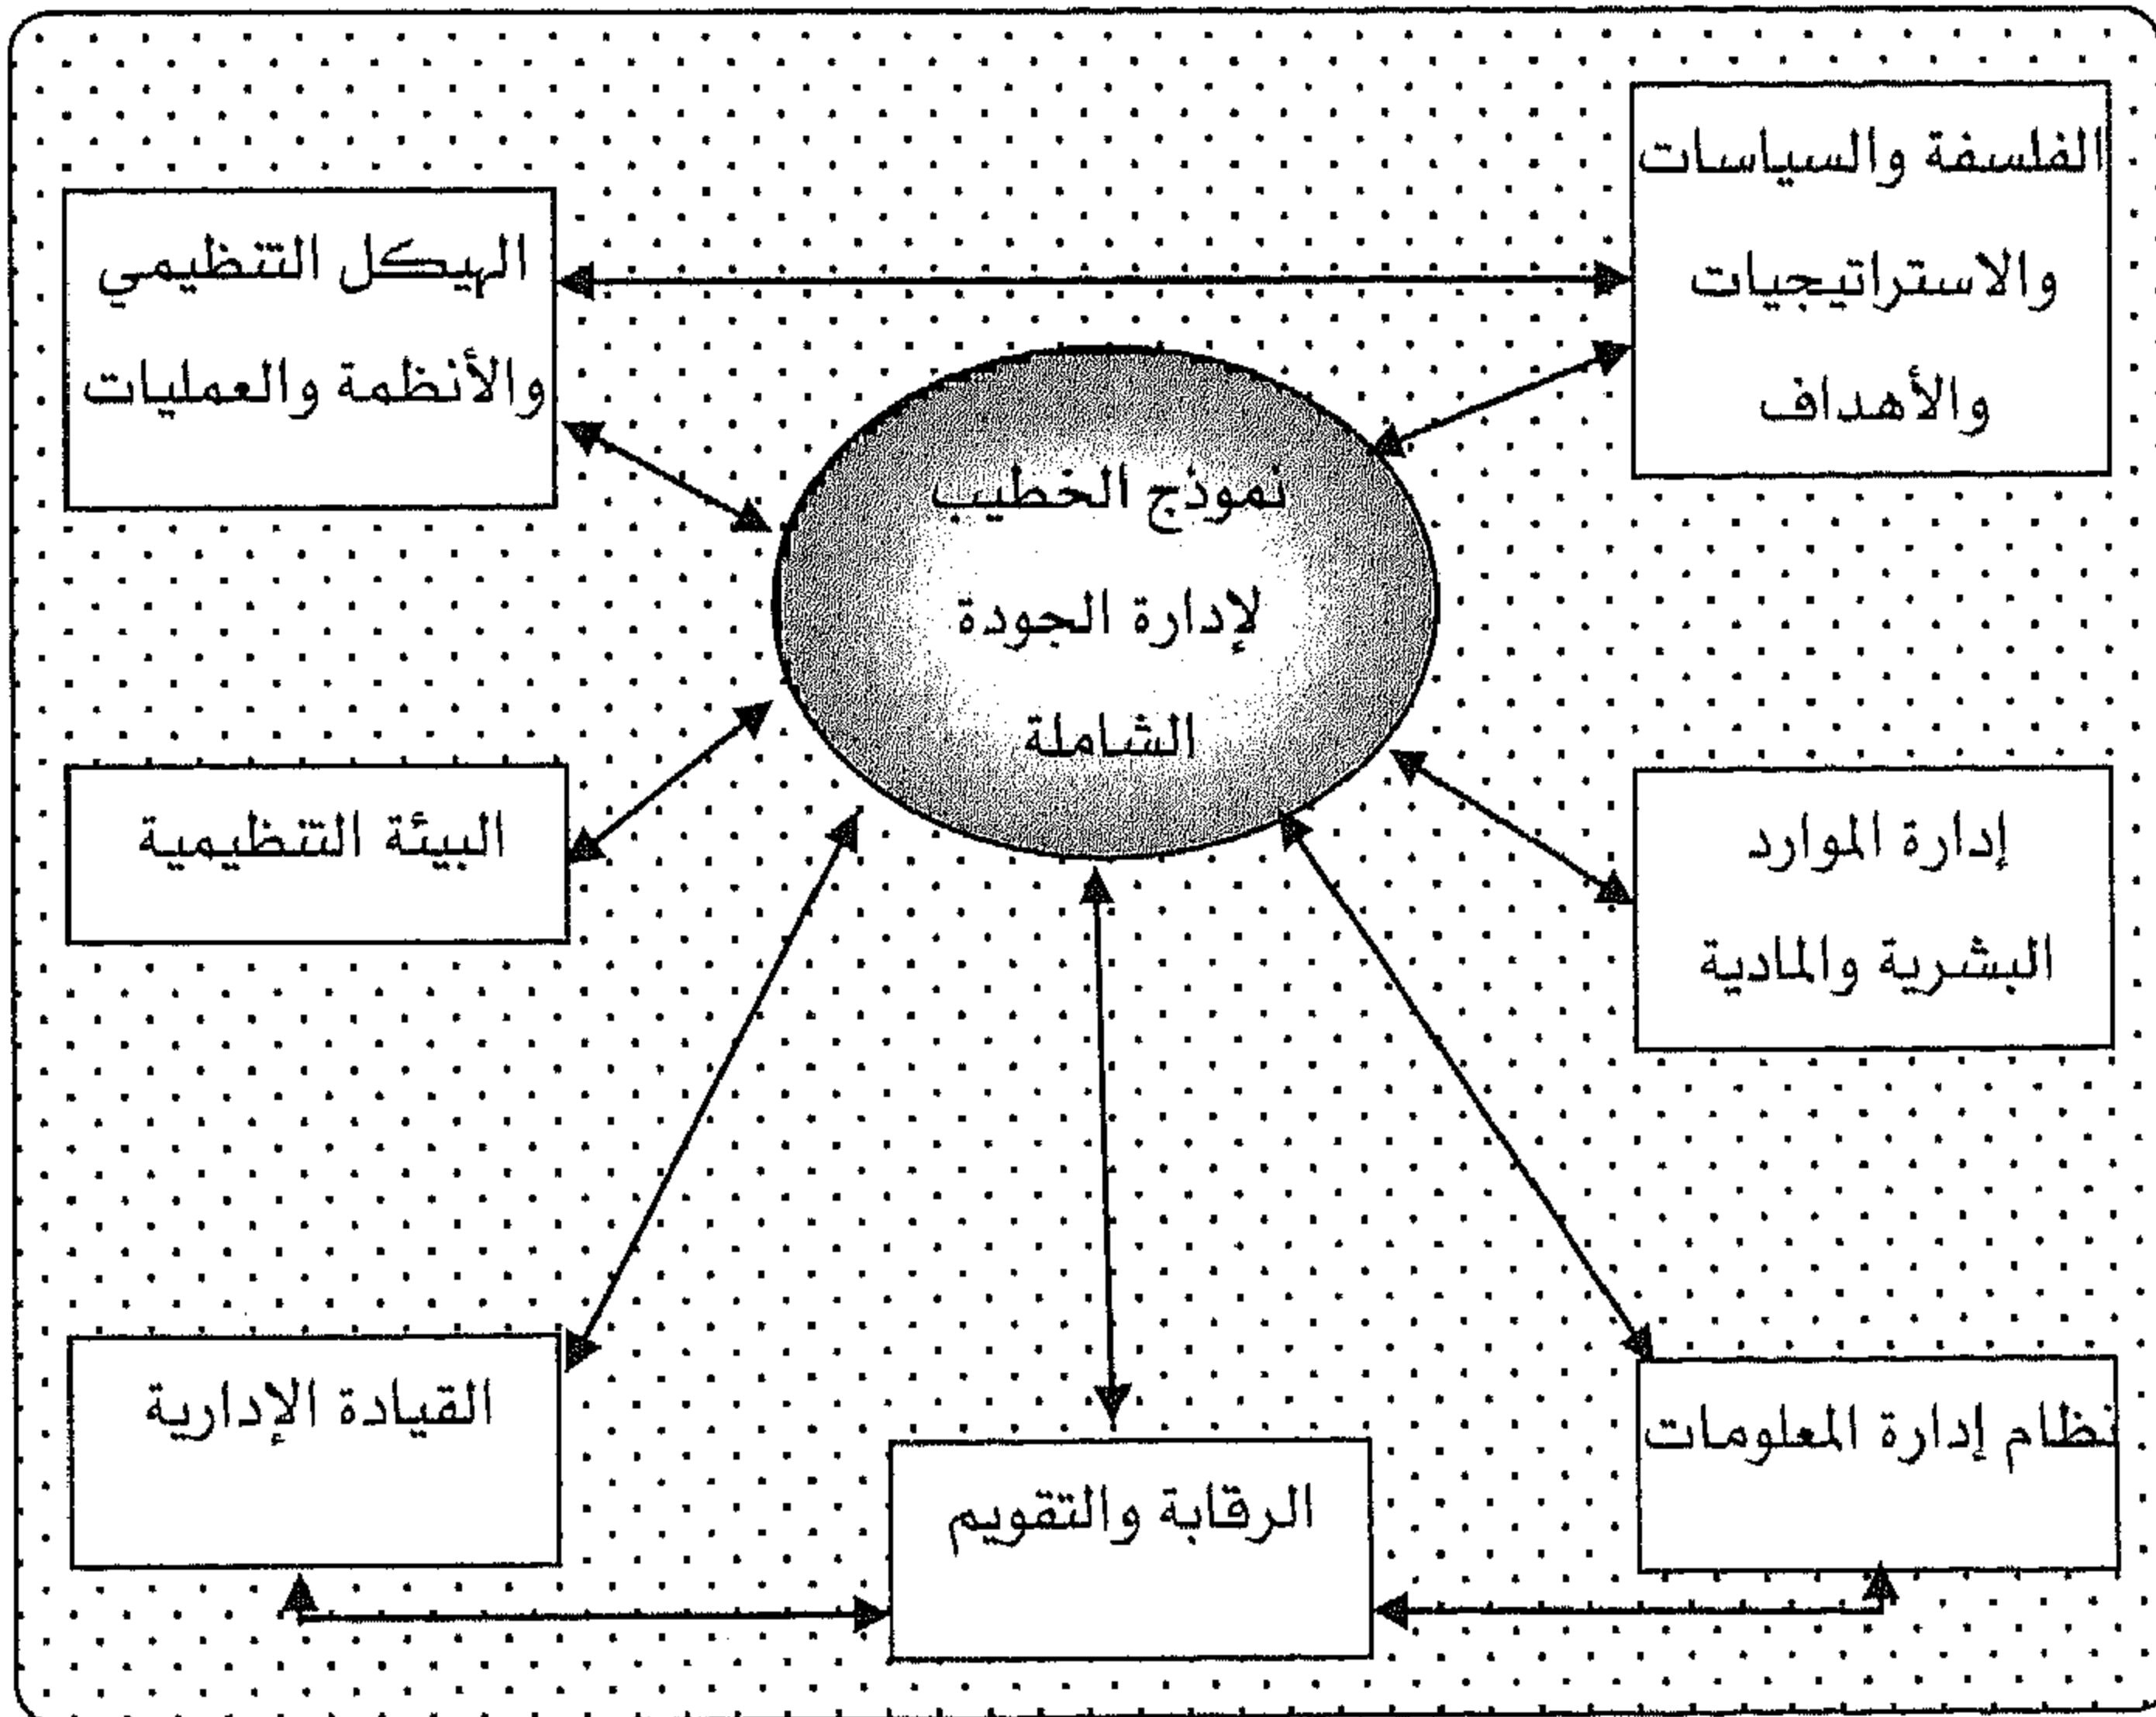 الفلسفة والسياسات
والاستراتيجيات
والأهداف
الهيكل التنظيمي
والأنظمة والعمليات
نموذج الخطيب
لإدارة الجودة
الشاملة
إدارة الموارد
البشرية والمادية
البيئة التنظيمية
نظام إدارة المعلومات
القيادة الإدارية
الرقابة والتقويم